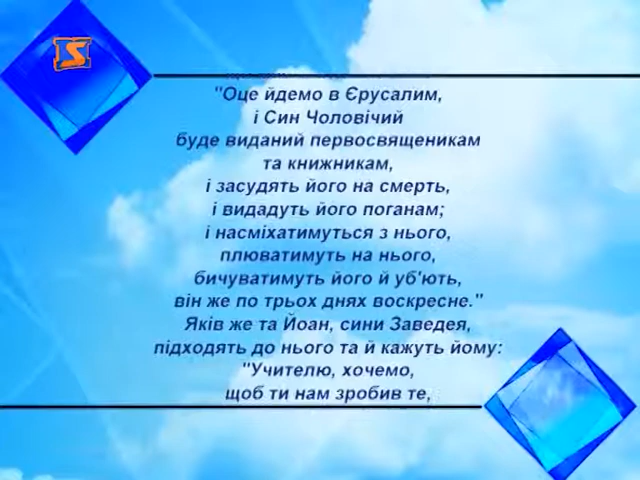 "Оце йдемо в Єрусалим,
і Син Чоловічий
буде виданий первосвященикам
та книжникам,
і засудять його на смерть,
і видадуть його поганам;
і насміхатимуться з нього,
плюватимуть на нього,
бичуватимуть його й уб'ють,
він же по трьох днях воскресне."
Яків же та Йоан, сини Заведея,
підходять до нього та й кажуть йому:
"Учителю, хочемо,
щоб ти нам зробив те,